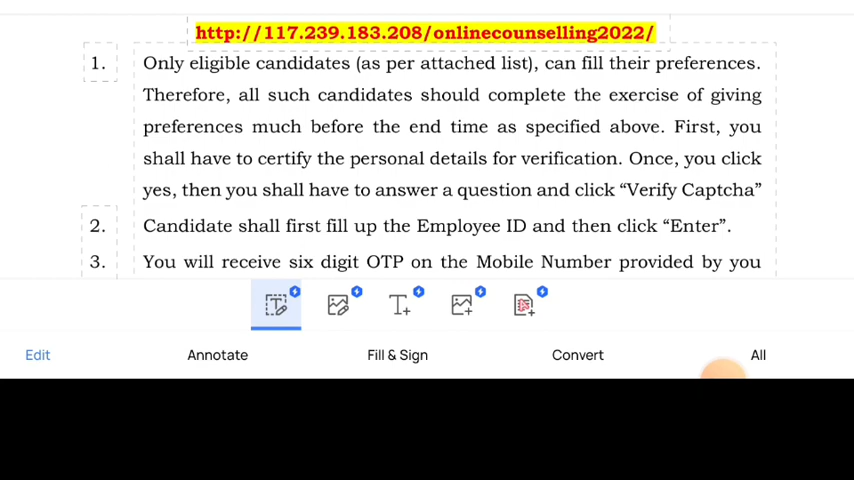 http://117.239.183.208/onlinecounselling2022/
1. Only eligible candidates (as per attached list), can fill their preferences.
Therefore, all such candidates should complete the exercise of giving
preferences much before the end time as specified above. First, you
shall have to certify the personal details for verification. Once, you click
yes, then you shall have to answer a question and click “Verify Captcha”
2. Candidate shall first fill up the Employee ID and then click “Enter”.
3. You will receive six digit OTP on the Mobile Number provided by you
Edit Annotate Fill & Sign Convert All